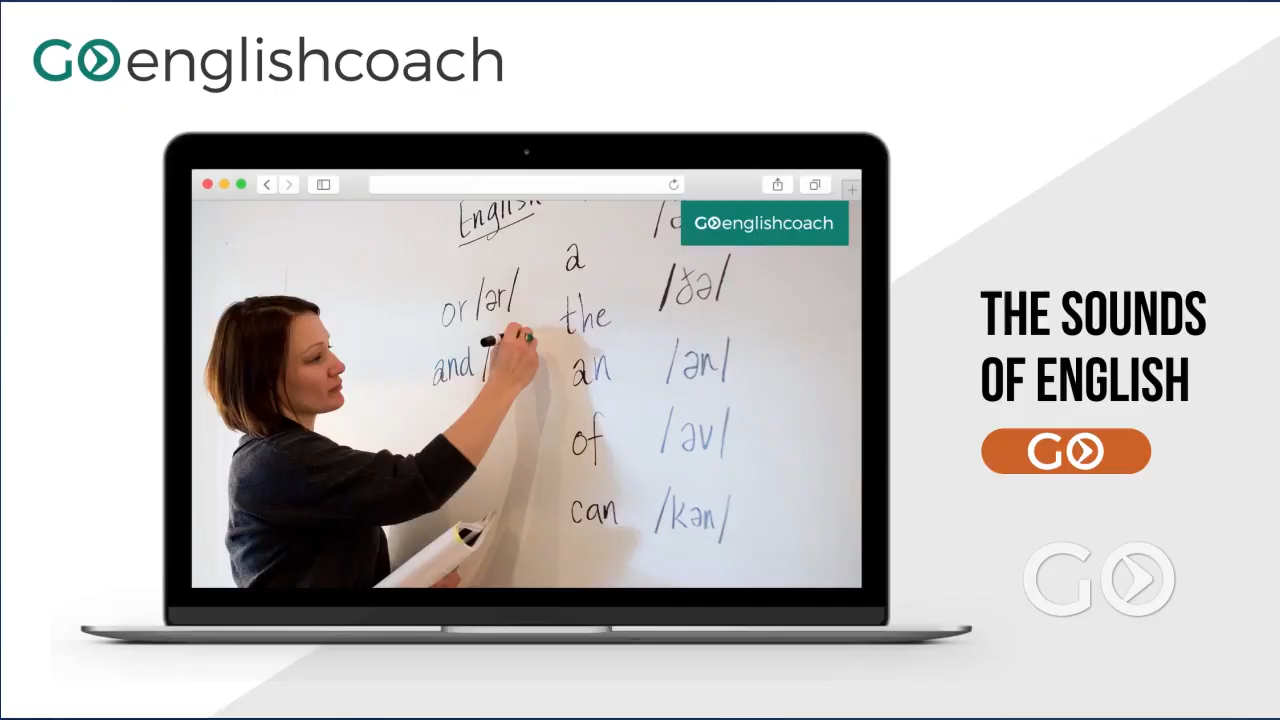 GOenglishcoach
English
GOenglishcoach
a
or /ər/
the /ðə/
and /
an /ən/
of /əv/
can /kən/
THE SOUNDS
OF ENGLISH
GO
GO